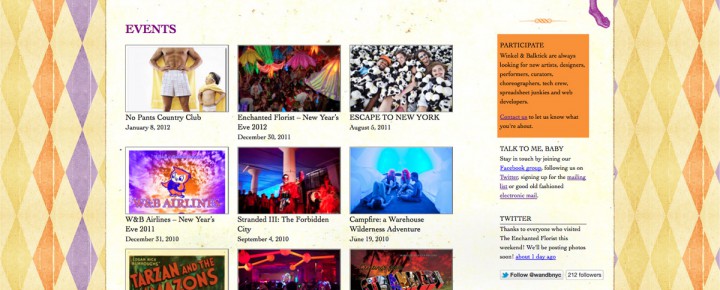 EVENTS
No Pants Country Club
January 8, 2012
Enchanted Florist – New Year's
Eve 2012
December 30, 2011
ESCAPE TO NEW YORK
August 5, 2011
W&B AIRLINES
W&B Airlines – New Year's
Eve 2011
December 31, 2010
Stranded III: The Forbidden
City
September 4, 2010
Campfire: a Warehouse
Wilderness Adventure
June 19, 2010
TARZAN AND THE
AMAZONS
PARTICIPATE
Winkel & Balktick are always
looking for new artists, designers,
performers, curators,
choreographers, tech crew,
spreadsheet junkies and web
developers.
Contact us to let us know what
you're about.
TALK TO ME, BABY
Stay in touch by joining our
Facebook group, following us on
Twitter, signing up for the mailing
list or good old fashioned
electronic mail.
TWITTER
Thanks to everyone who visited
The Enchanted Florist this
weekend! We'll be posting photos
soon! about 1 day ago
Follow @wandbnyc 212 followers